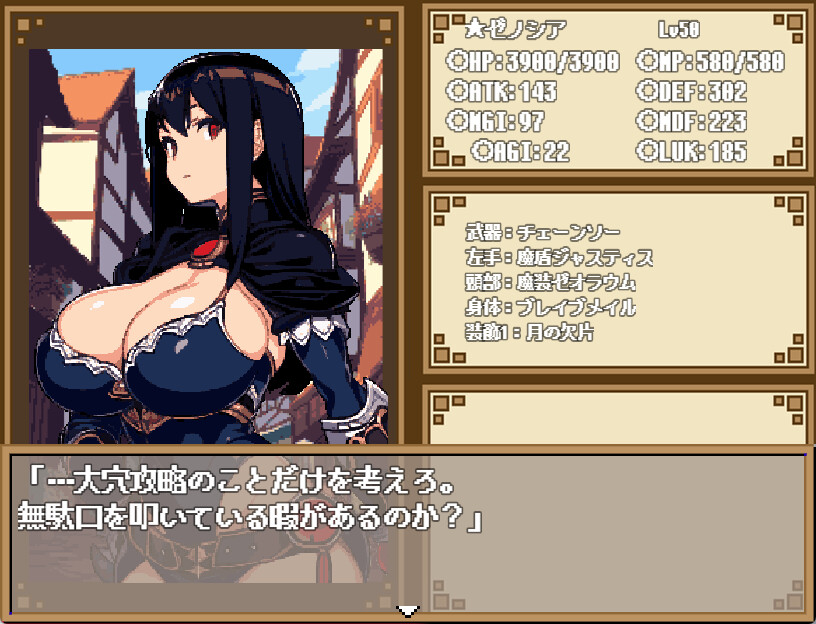 ★ゼノシア Lv50
HP:3900/3900 MP:580/580
ATK:143 DEF:302
MGI:97 MDF:223
AGI:22 LUK:185
武器：チェーンソー
左手：魔盾ジャスティス
頭部：魔装ゼオラウム
身体：ブレイブメイル
装飾1：月の欠片
「…大穴攻略のことだけを考えろ。
無駄口を叩いている暇があるのか？」